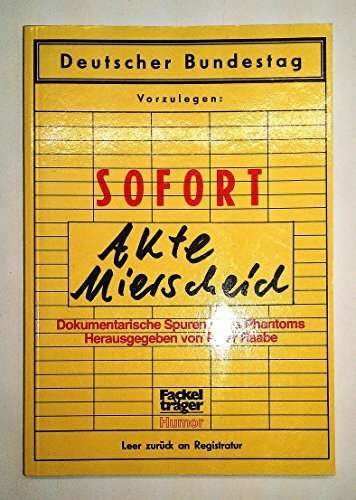 Deutscher Bundestag
Vorzulegen:
SOFORT
Akte
Mierscheid
Dokumentarische Spuren Phantoms
Herausgegeben von Raabe
Fackel
träger
Humor
Leer zurück an Registratur